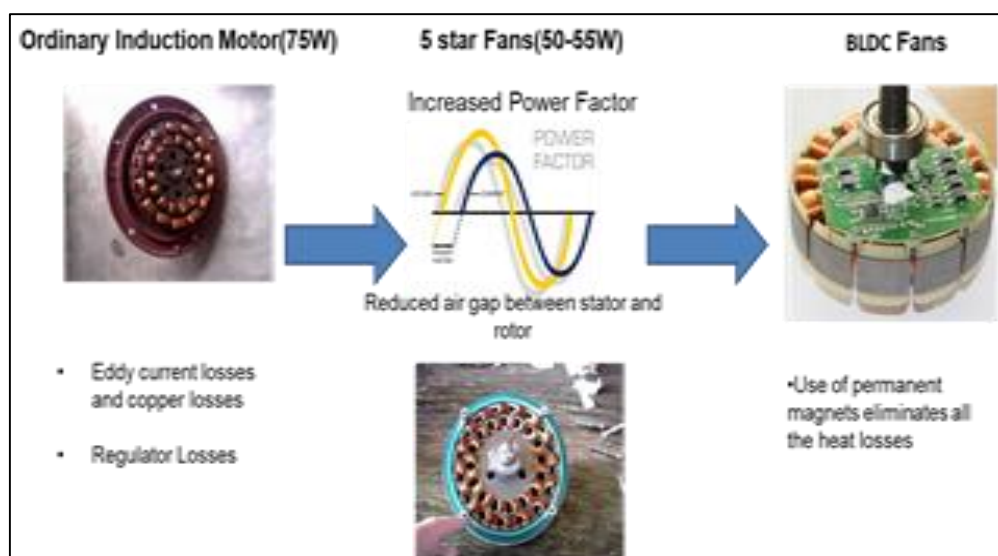 Ordinary Induction Motor(75W)
5 star Fans(50-55W)
BLDC Fans
Increased Power Factor
POWER
FACTOR
Reduced air gap between stator and
rotor
• Eddy current losses
and copper losses
• Regulator Losses
•Use of permanent
magnets eliminates all
the heat losses